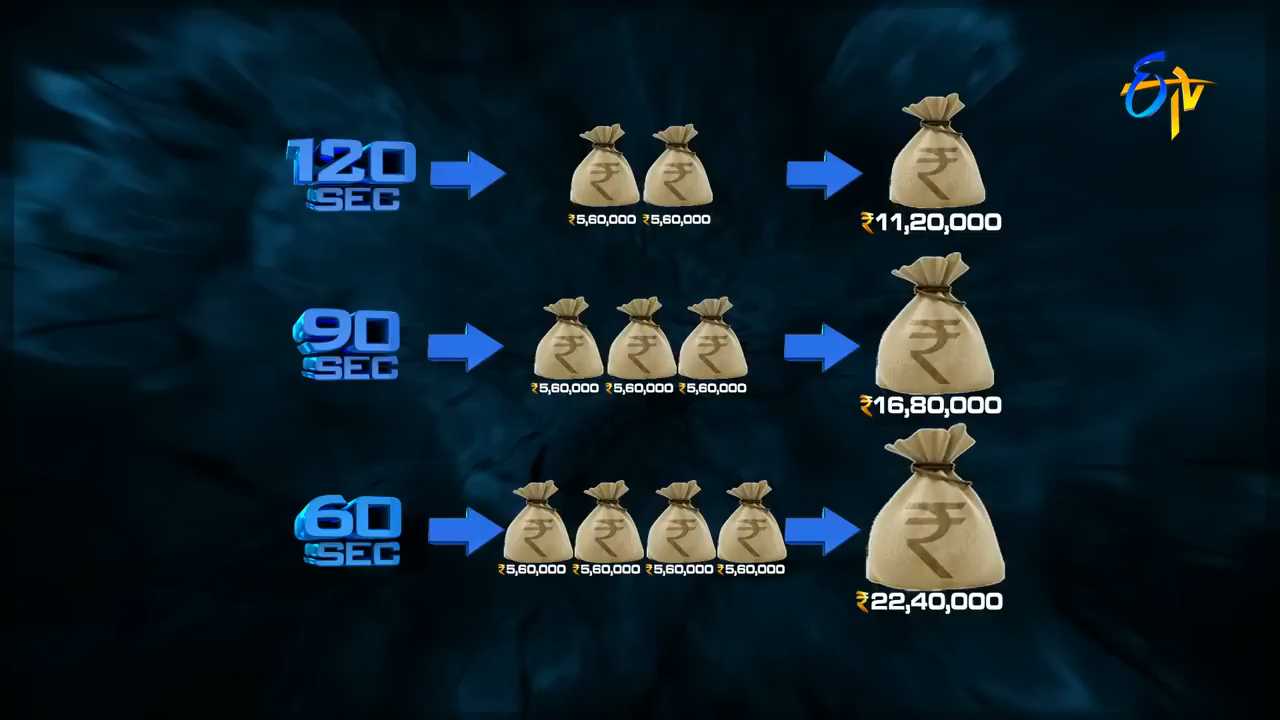 ETV
120
SEC
₹5,60,000 ₹5,60,000
₹11,20,000
90
SEC
₹5,60,000 ₹5,60,000 ₹5,60,000
₹16,80,000
60
SEC
₹5,60,000 ₹5,60,000 ₹5,60,000 ₹5,60,000
₹22,40,000